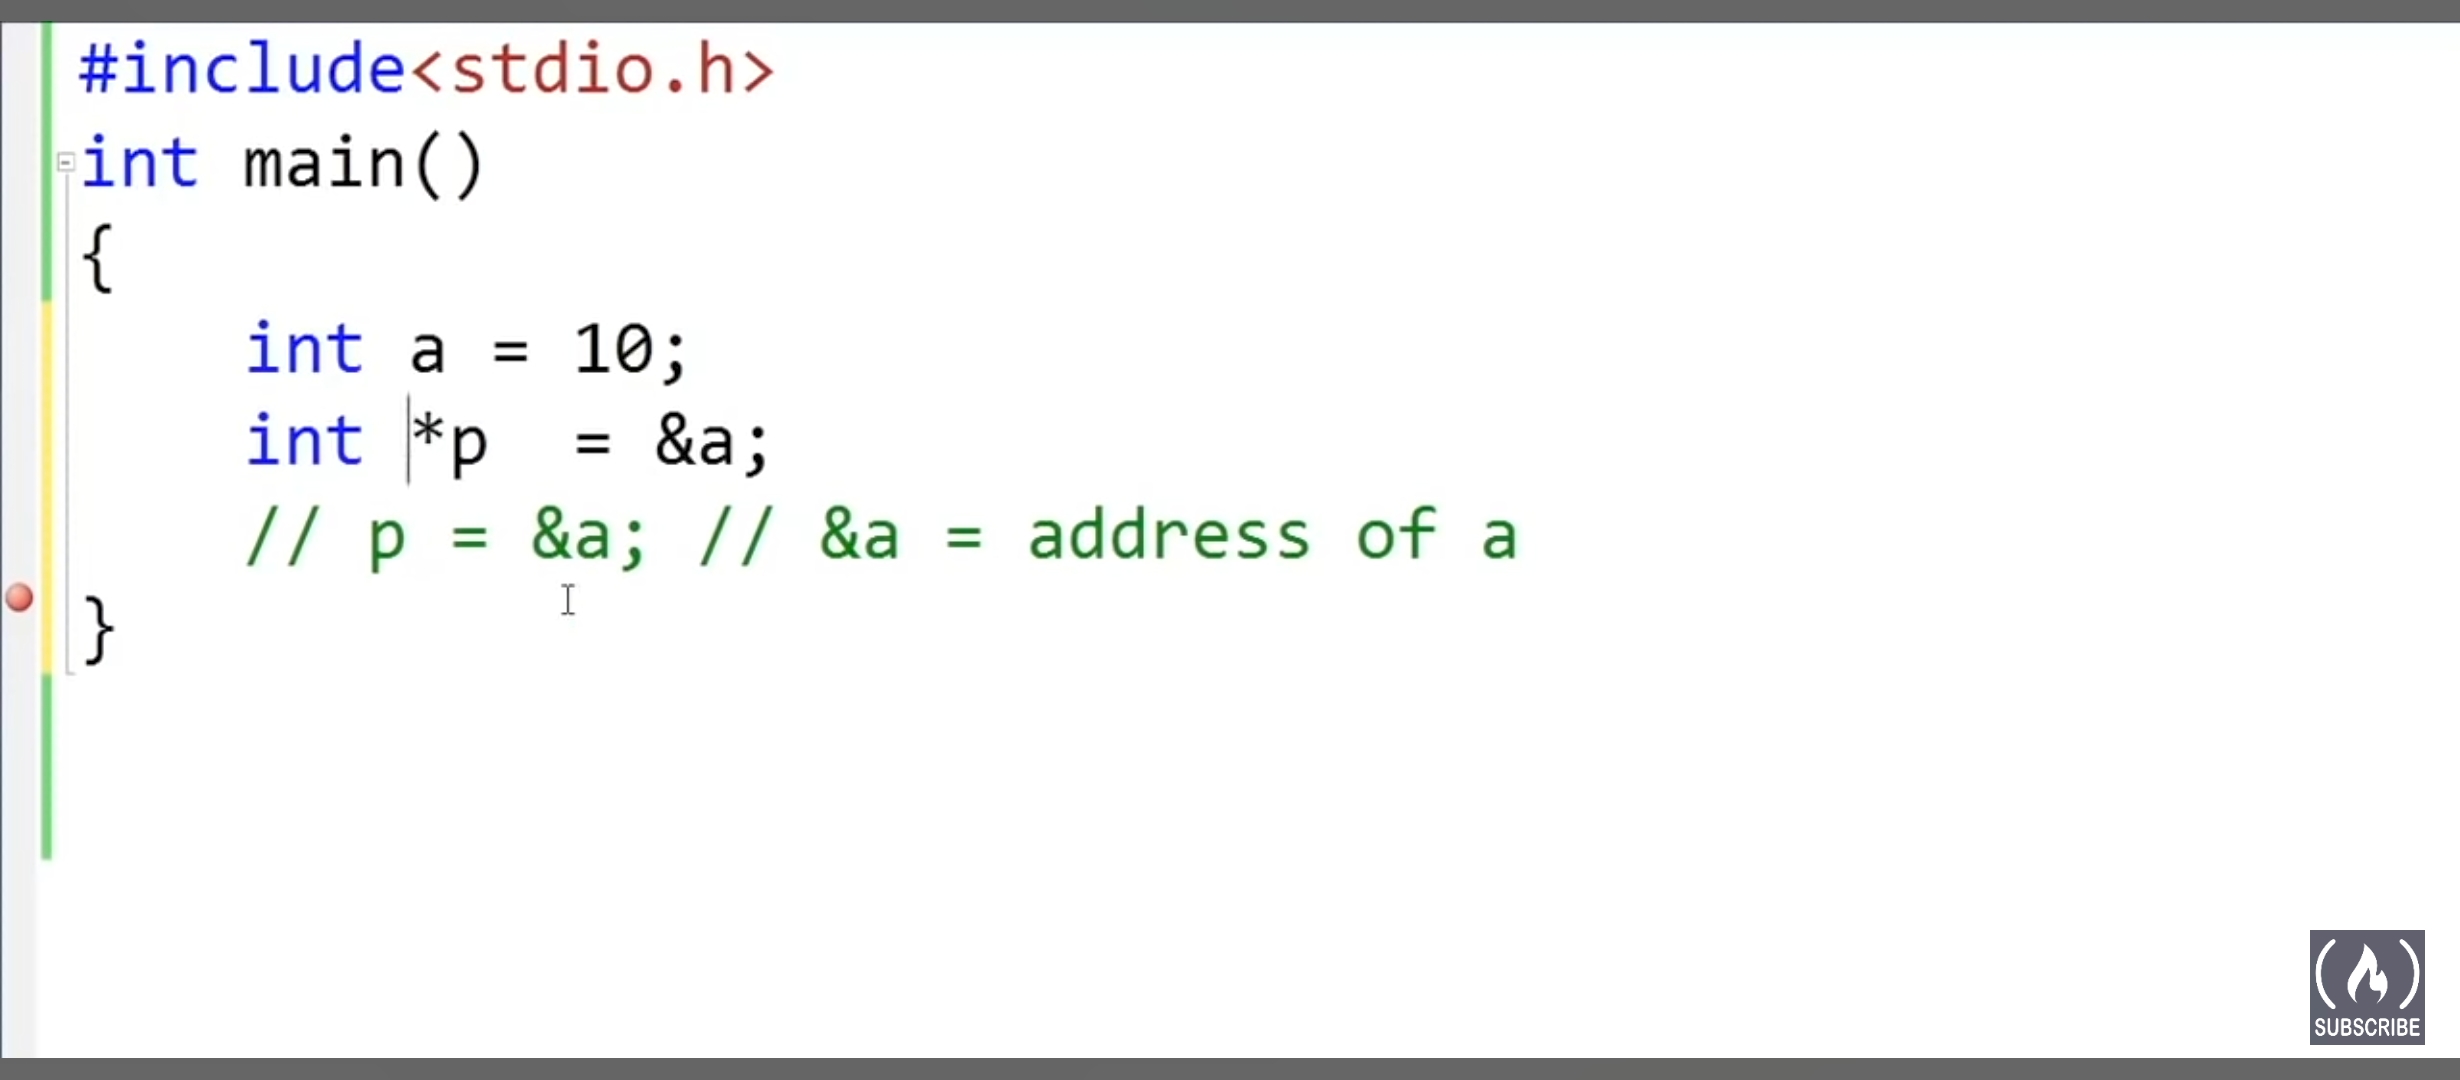 #include<stdio.h>
int main()
{
    int a = 10;
    int *p  = &a;
    // p = &a; // &a = address of a
}
SUBSCRIBE